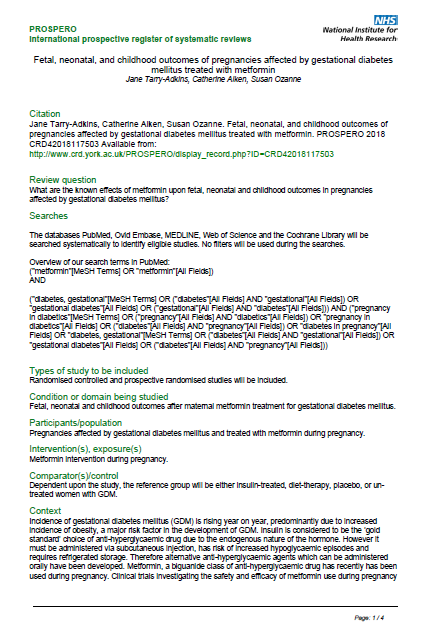 PROSPERO
International prospective register of systematic reviews
NHS
National Institute for
Health Research
Fetal, neonatal, and childhood outcomes of pregnancies affected by gestational diabetes
mellitus treated with metformin
Jane Tarry-Adkins, Catherine Aiken, Susan Ozanne
Citation
Jane Tarry-Adkins, Catherine Aiken, Susan Ozanne. Fetal, neonatal, and childhood outcomes of
pregnancies affected by gestational diabetes mellitus treated with metformin. PROSPERO 2018
CRD42018117503 Available from:
http://www.crd.york.ac.uk/PROSPERO/display_record.php?ID=CRD42018117503
Review question
What are the known effects of metformin upon fetal, neonatal and childhood outcomes in pregnancies
affected by gestational diabetes mellitus?
Searches
The databases PubMed, Ovid Embase, MEDLINE, Web of Science and the Cochrane Library will be
searched systematically to identify eligible studies. No filters will be used during the searches.
Overview of our search terms in PubMed:
("metformin"[MeSH Terms] OR "metformin"[All Fields])
AND
("diabetes, gestational"[MeSH Terms] OR ("diabetes"[All Fields] AND "gestational"[All Fields]) OR
"gestational diabetes"[All Fields] OR ("gestational"[All Fields] AND "diabetes"[All Fields])) AND ("pregnancy
in diabetics"[MeSH Terms] OR ("pregnancy"[All Fields] AND "diabetics"[All Fields]) OR "pregnancy in
diabetics"[All Fields] OR ("diabetes"[All Fields] AND "pregnancy"[All Fields]) OR "diabetes in pregnancy"[All
Fields] OR "diabetes, gestational"[MeSH Terms] OR ("diabetes"[All Fields] AND "gestational"[All Fields]) OR
"gestational diabetes"[All Fields] OR ("diabetes"[All Fields] AND "pregnancy"[All Fields]))
Types of study to be included
Randomised controlled and prospective randomised studies will be included.
Condition or domain being studied
Fetal, neonatal and childhood outcomes after maternal metformin treatment for gestational diabetes mellitus.
Participants/population
Pregnancies affected by gestational diabetes mellitus and treated with metformin during pregnancy.
Intervention(s), exposure(s)
Metformin intervention during pregnancy.
Comparator(s)/control
Dependent upon the study, the reference group will be either insulin-treated, diet-therapy, placebo, or un-
treated women with GDM.
Context
Incidence of gestational diabetes mellitus (GDM) is rising year on year, predominantly due to increased
incidence of obesity, a major risk factor in the development of GDM. Insulin is considered to be the 'gold
standard' choice of anti-hyperglycaemic drug due to the endogenous nature of the hormone. However it
must be administered via subcutaneous injection, has risk of increased hypoglycaemic episodes and
requires refrigerated storage. Therefore alternative anti-hyperglycaemic agents which can be administered
orally have been developed. Metformin, a biguanide class of anti-hyperglycaemic drug has recently has been
used during pregnancy. Clinical trials investigating the safety and efficacy of metformin use during pregnancy
Page: 1 / 4